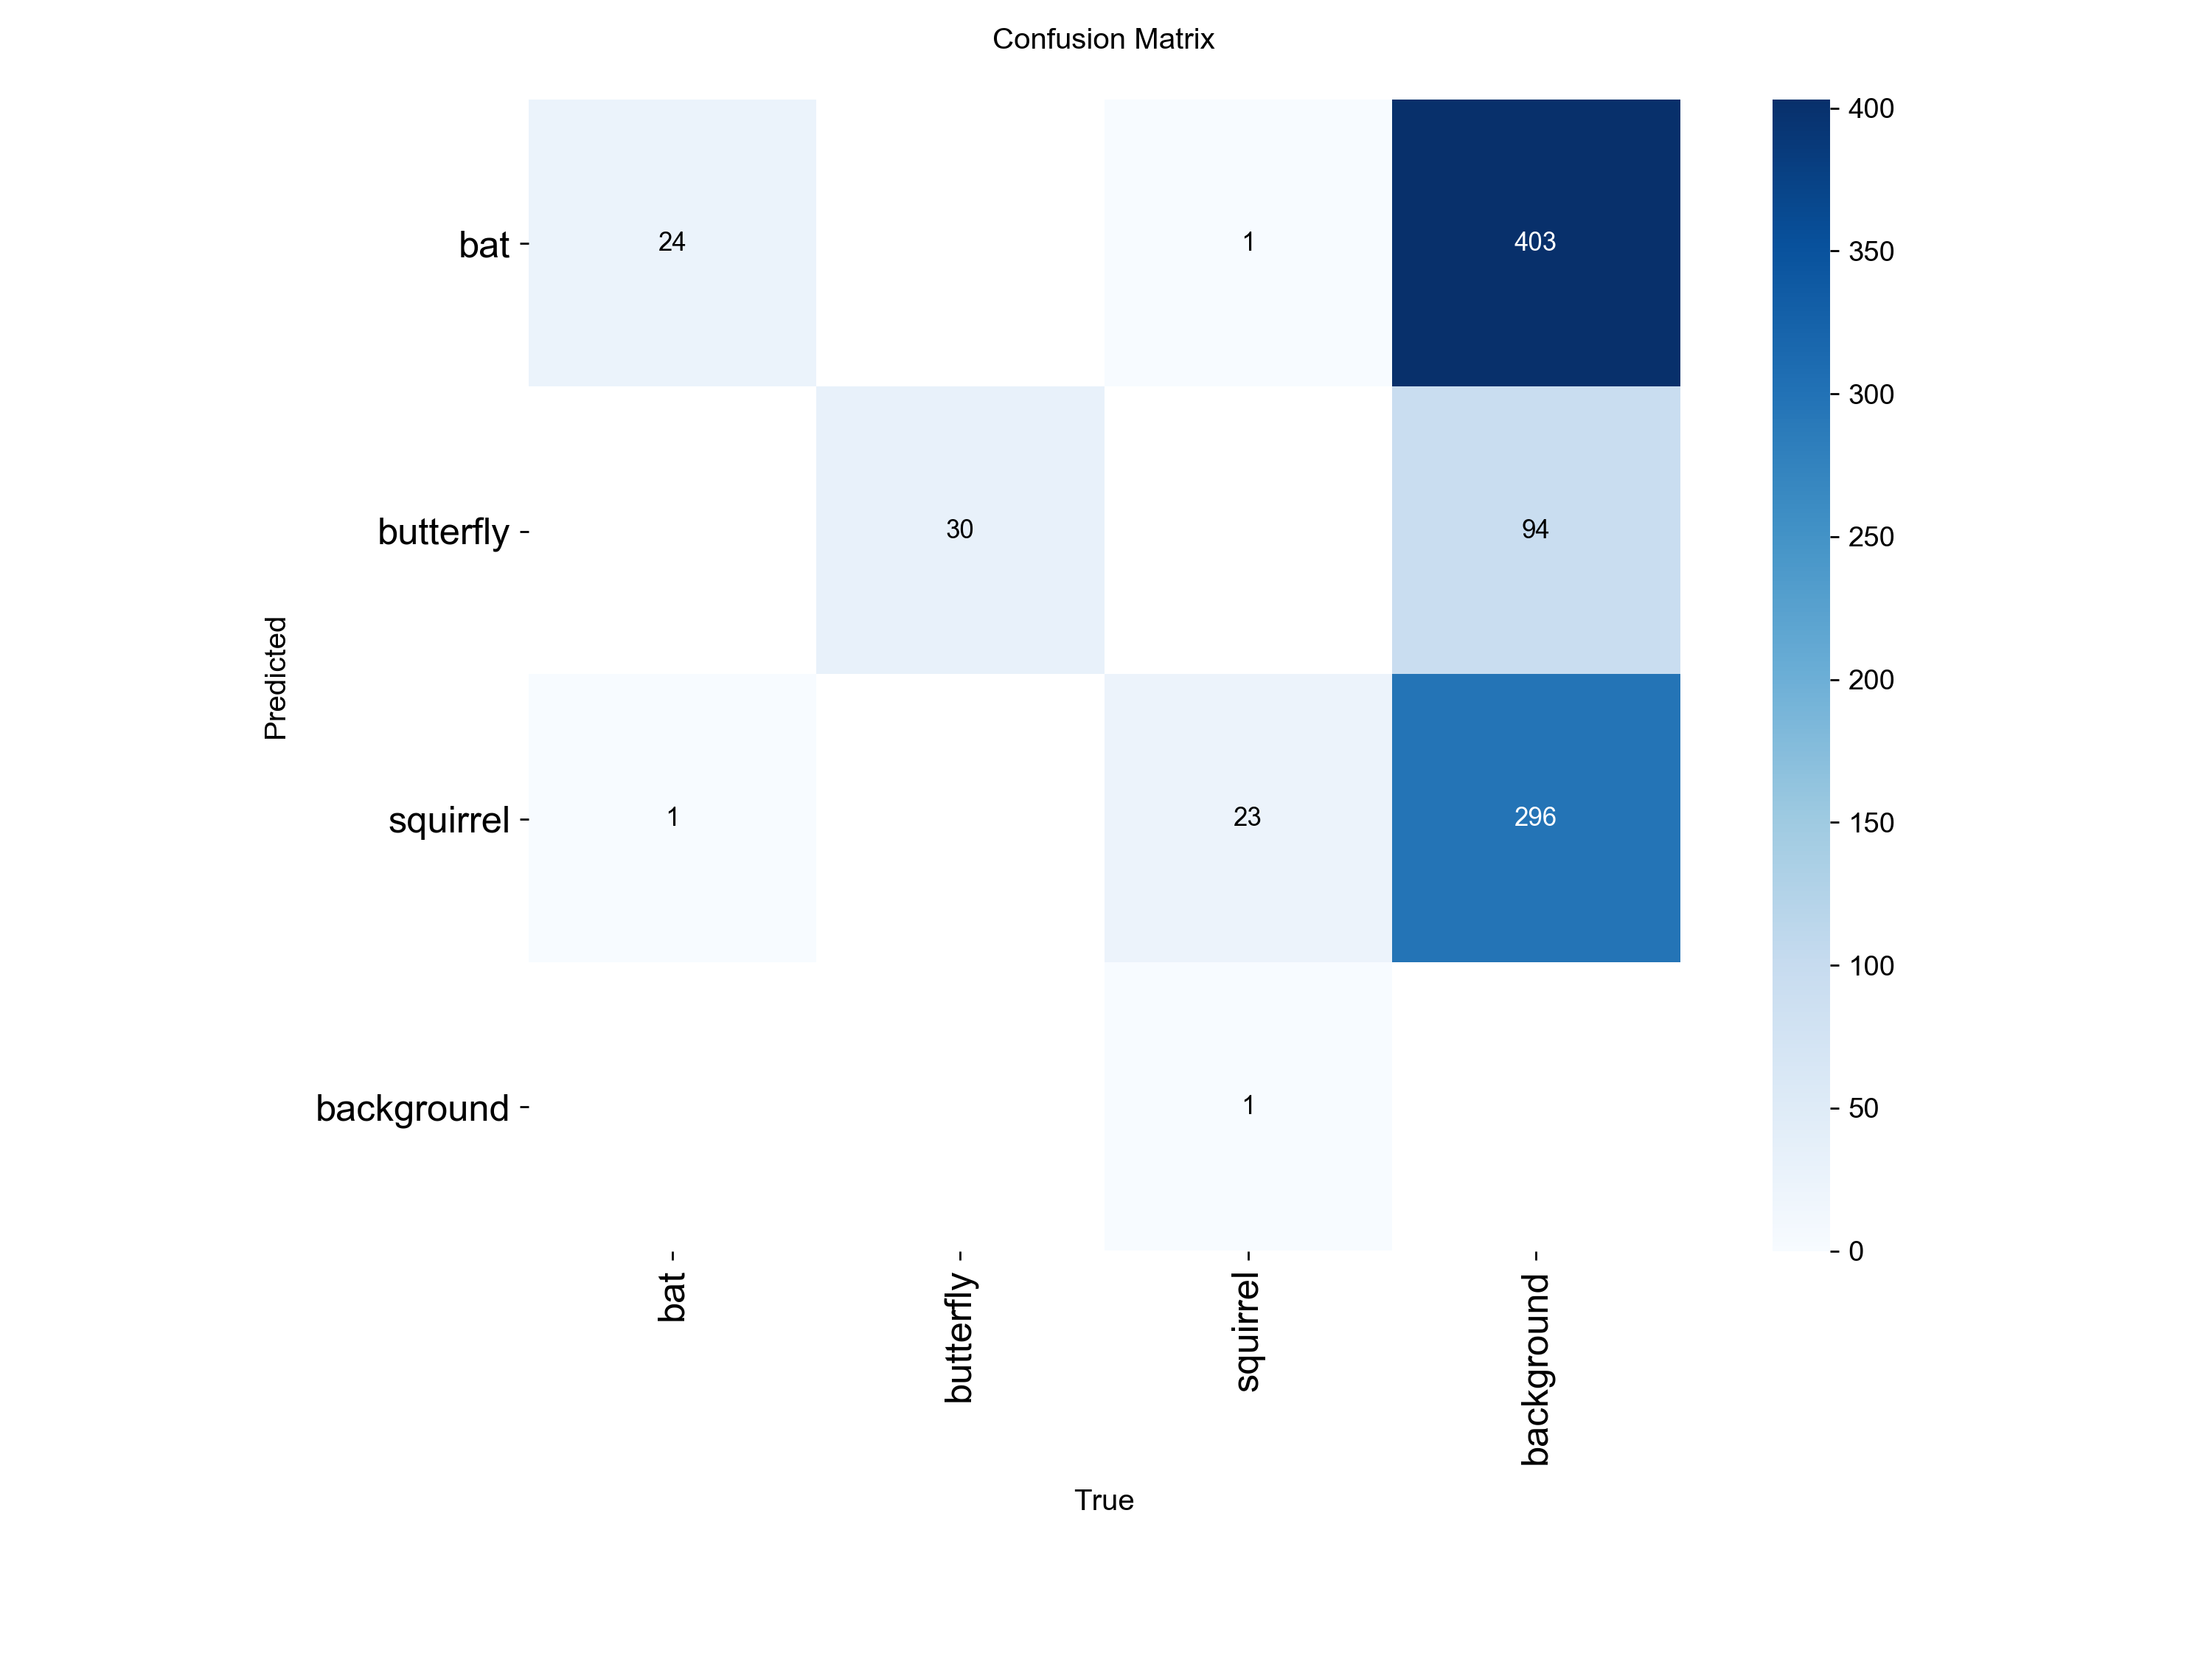 Confusion Matrix
bat
24
1
403
butterfly
30
94
squirrel
1
23
296
background
1
bat
butterfly
squirrel
background
Predicted
True
400
350
300
250
200
150
100
50
0